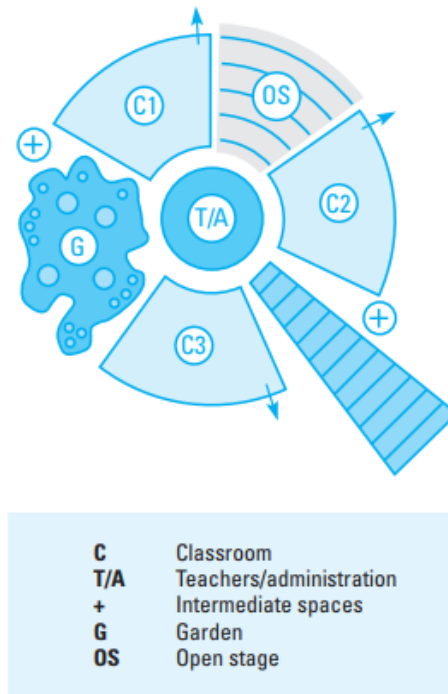 C1
OS
+
C2
T/A
G
+
C3
C Classroom
T/A Teachers/administration
+ Intermediate spaces
G Garden
OS Open stage